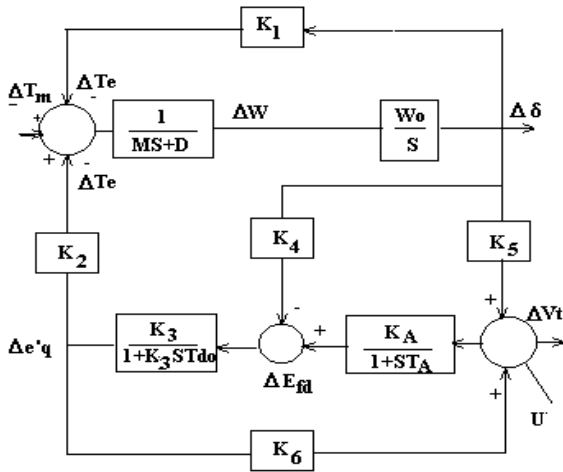 K1
ΔTm
ΔTe
-
-
+
1
MS+D
ΔW
Wo
S
Δ δ
+
-
ΔTe
K2
K4
K5
Δe'q
K3
1+K3STdo
-
+
ΔEfd
KA
1+STA
+
ΔVt
+
U
K6